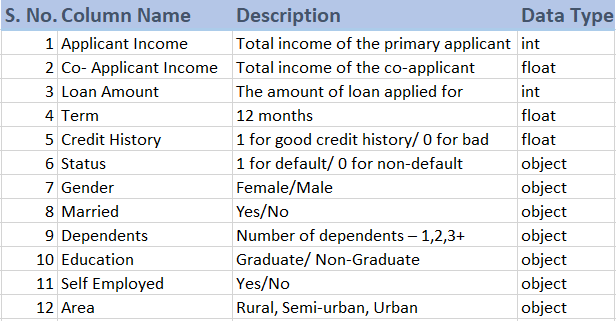 S. No. Column Name Description Data Type
1 Applicant Income Total income of the primary applicant int
2 Co- Applicant Income Total income of the co-applicant float
3 Loan Amount The amount of loan applied for int
4 Term 12 months float
5 Credit History 1 for good credit history/ 0 for bad float
6 Status 1 for default/ 0 for non-default object
7 Gender Female/Male object
8 Married Yes/No object
9 Dependents Number of dependents – 1,2,3+ object
10 Education Graduate/ Non-Graduate object
11 Self Employed Yes/No object
12 Area Rural, Semi-urban, Urban object